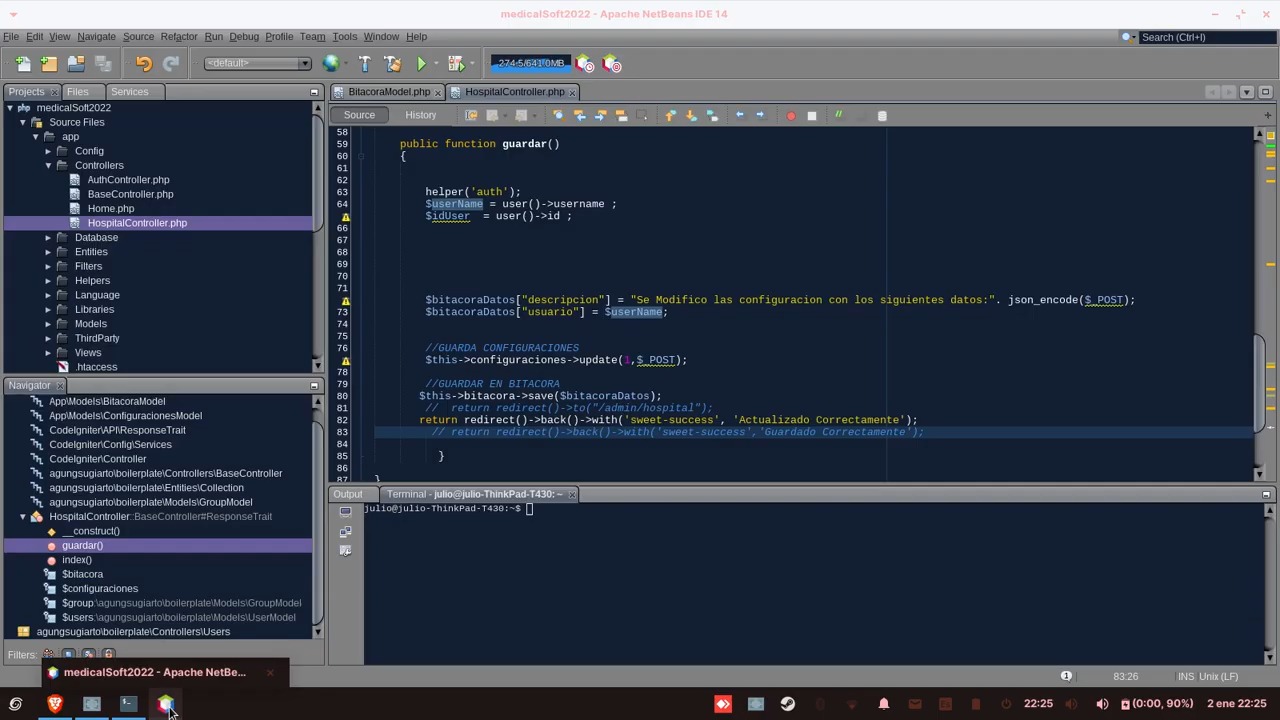 medicalSoft2022 - Apache NetBeans IDE 14
File Edit View Navigate Source Refactor Run Debug Profile Team Tools Window Help
Search (Ctrl+I)
<default>
274.5/641.0MB
Projects
Files
Services
medicalSoft2022
Source Files
app
Config
Controllers
AuthController.php
BaseController.php
Home.php
HospitalController.php
Database
Entities
Filters
Helpers
Language
Libraries
Models
ThirdParty
Views
.htaccess
Navigator
App\Models\BitacoraModel
App\Models\ConfiguracionesModel
CodeIgniter\API\ResponseTrait
CodeIgniter\Config\Services
CodeIgniter\Controller
agungsugiarto\boilerplate\Controllers\BaseController
agungsugiarto\boilerplate\Entities\Collection
agungsugiarto\boilerplate\Models\GroupModel
HospitalController::BaseController#ResponseTrait
__construct()
guardar()
index()
$bitacora
$configuraciones
$group:\agungsugiarto\boilerplate\Models\GroupModel
$users:\agungsugiarto\boilerplate\Models\UserModel
agungsugiarto\boilerplate\Controllers\Users
Filters:
BitacoraModel.php
HospitalController.php
Source
History
58
59 public function guardar()
60 {
61
62
63 helper('auth');
64 $userName = user()->username ;
$idUser = user()->id ;
66
67
68
69
70
71
$bitacoraDatos["descripcion"] = "Se Modifico las configuracion con los siguientes datos:". json_encode($_POST);
73 $bitacoraDatos["usuario"] = $userName;
74
75
76 //GUARDA CONFIGURACIONES
$this->configuraciones->update(1,$_POST);
78
79 //GUARDAR EN BITACORA
80 $this->bitacora->save($bitacoraDatos);
81 // return redirect()->to("/admin/hospital");
82 return redirect()->back()->with('sweet-success', 'Actualizado Correctamente');
83 // return redirect()->back()->with('sweet-success','Guardado Correctamente');
84
85 }
86
87 }
Output
Terminal - julio@julio-ThinkPad-T430: ~
julio@julio-ThinkPad-T430:~$
1
83:26
INS
Unix (LF)
medicalSoft2022 - Apache NetBe...
22:25
(0:00, 90%)
2 ene 22:25